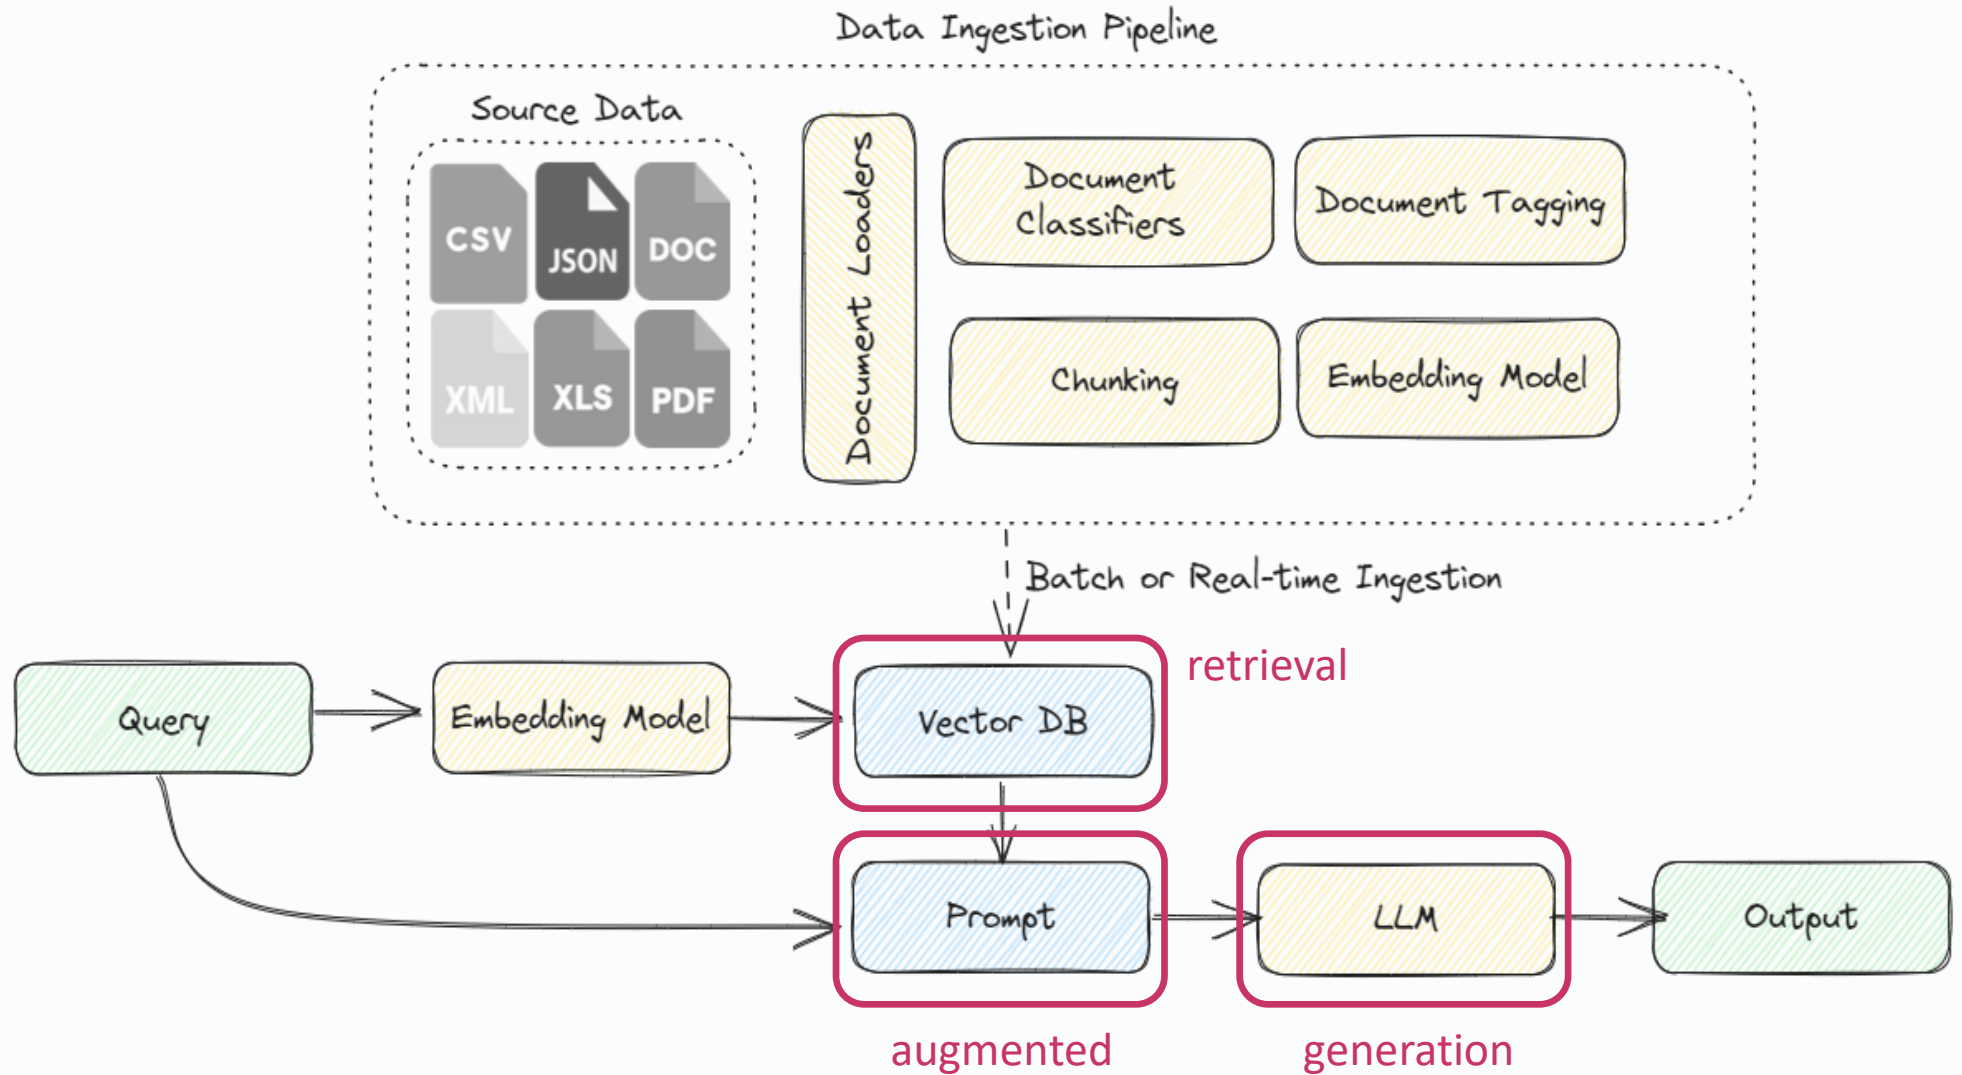 Data Ingestion Pipeline
Source Data
CSV
JSON
DOC
XML
XLS
PDF
Document Loaders
Document
Classifiers
Document Tagging
Chunking
Embedding Model
Batch or Real-time Ingestion
retrieval
Query
Embedding Model
Vector DB
Prompt
LLM
Output
augmented
generation